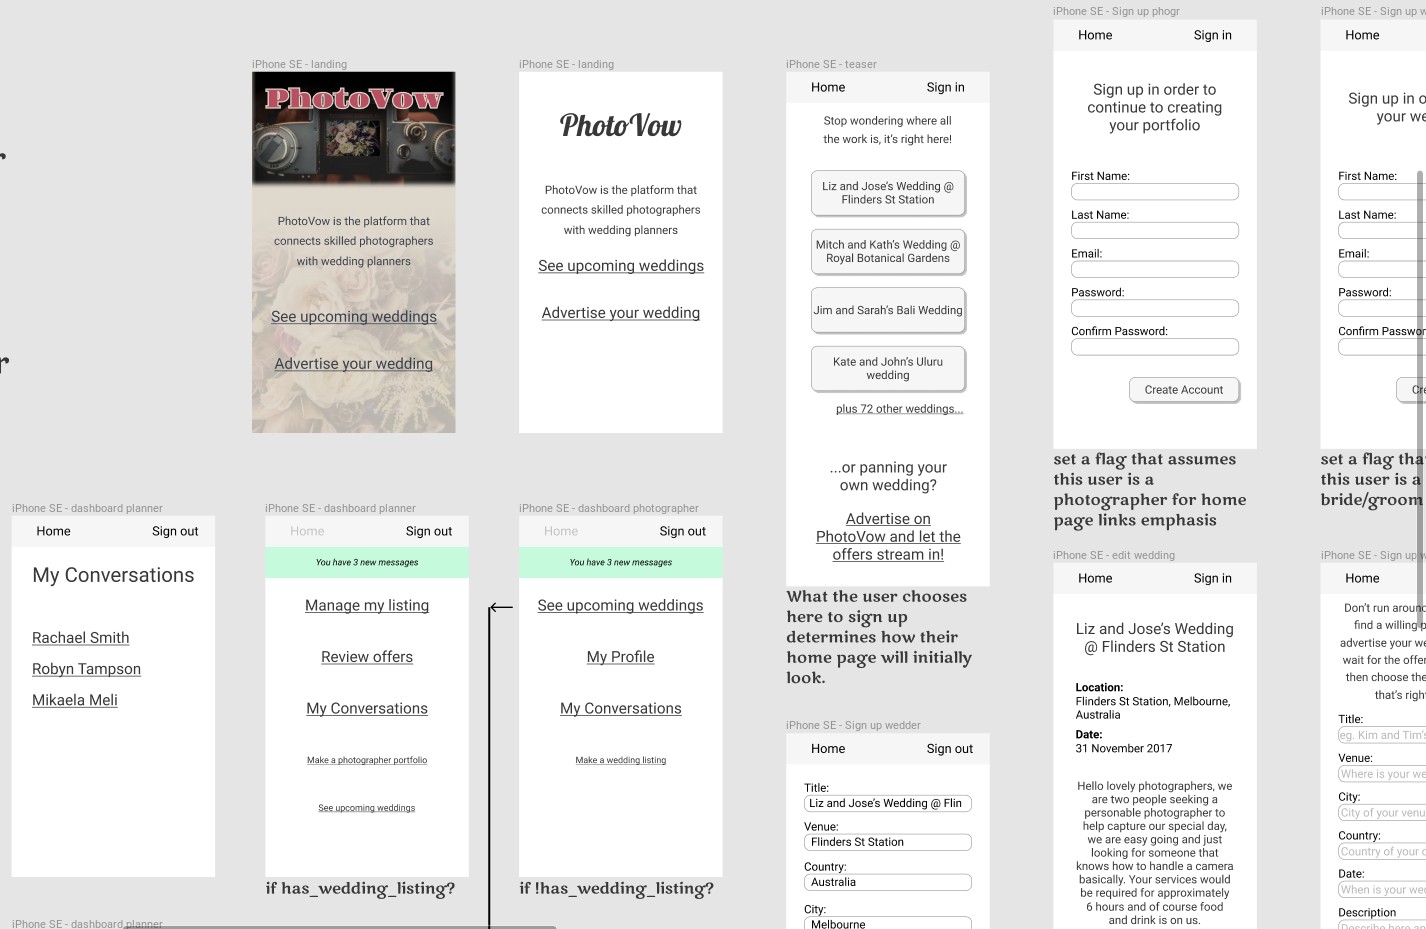 iPhone SE - landing
PhotoVow
PhotoVow is the platform that
connects skilled photographers
with wedding planners
See upcoming weddings
Advertise your wedding
iPhone SE - landing
PhotoVow
PhotoVow is the platform that
connects skilled photographers
with wedding planners
See upcoming weddings
Advertise your wedding
iPhone SE - teaser
Home Sign in
Stop wondering where all
the work is, it's right here!
Liz and Jose's Wedding @
Flinders St Station
Mitch and Kath's Wedding @
Royal Botanical Gardens
Jim and Sarah's Bali Wedding
Kate and John's Uluru
wedding
plus 72 other weddings...
...or panning your
own wedding?
Advertise on
PhotoVow and let the
offers stream in!
What the user chooses
here to sign up
determines how their
home page will initially
look.
iPhone SE - Sign up phogr
Home Sign in
Sign up in order to
continue to creating
your portfolio
First Name:
Last Name:
Email:
Password:
Confirm Password:
Create Account
set a flag that assumes
this user is a
photographer for home
page links emphasis
iPhone SE - Sign up w
Home
Sign up in o
your we
First Name:
Last Name:
Email:
Password:
Confirm Passwor
Cr
set a flag tha
this user is a
bride/groom
iPhone SE - dashboard planner
Home Sign out
My Conversations
Rachael Smith
Robyn Tampson
Mikaela Meli
iPhone SE - dashboard planner
Home Sign out
You have 3 new messages
Manage my listing
Review offers
My Conversations
Make a photographer portfolio
See upcoming weddings
if has_wedding_listing?
iPhone SE - dashboard photographer
Home Sign out
You have 3 new messages
See upcoming weddings
My Profile
My Conversations
Make a wedding listing
if !has_wedding_listing?
iPhone SE - Sign up wedder
Home Sign out
Title:
Liz and Jose's Wedding @ Flin
Venue:
Flinders St Station
Country:
Australia
City:
Melbourne
iPhone SE - edit wedding
Home Sign in
Liz and Jose's Wedding
@ Flinders St Station
Location:
Flinders St Station, Melbourne,
Australia
Date:
31 November 2017
Hello lovely photographers, we
are two people seeking a
personable photographer to
help capture our special day,
we are easy going and just
looking for someone that
knows how to handle a camera
basically. Your services would
be required for approximately
6 hours and of course food
and drink is on us.
iPhone SE - Sign up w
Home
Don't run aroun
find a willing p
advertise your we
wait for the offe
then choose the
that's righ
Title:
eg. Kim and Tim's
Venue:
Where is your we
City:
City of your venu
Country:
Country of your
Date:
When is your wed
Description
Describe here an
iPhone SE - dashboard planner